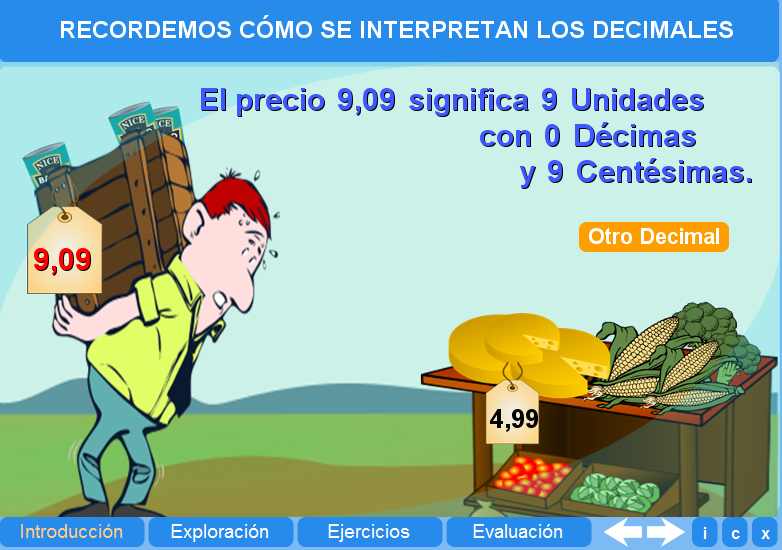 RECORDEMOS CÓMO SE INTERPRETAN LOS DECIMALES
El precio 9,09 significa 9 Unidades
con 0 Décimas
y 9 Centésimas.
NICE
NICE
NICE
9,09
Otro Decimal
4,99
Introducción Exploración Ejercicios Evaluación i c x